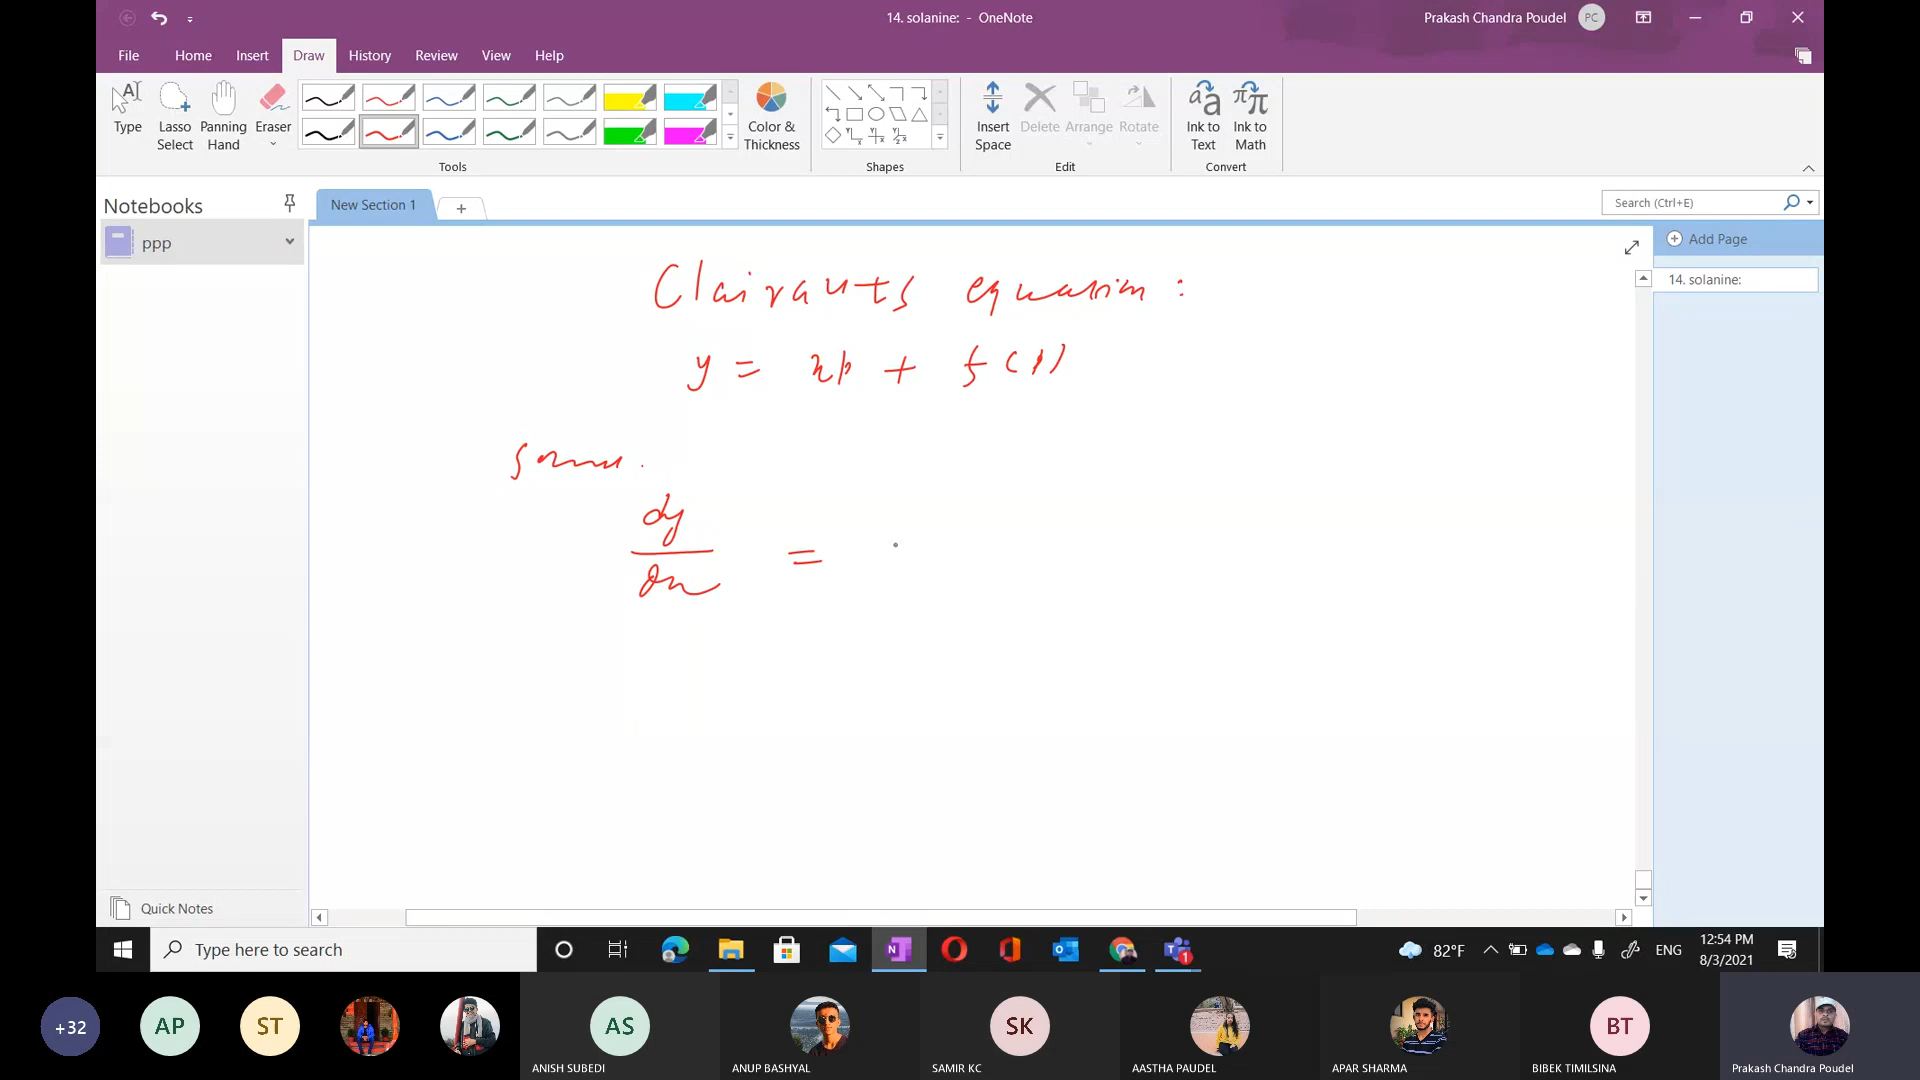 14. solanine: - OneNote
Prakash Chandra Poudel
PC
File Home Insert Draw History Review View Help
Type
Lasso Select
Panning Hand
Eraser
Color & Thickness
Insert Space
Delete
Arrange
Rotate
Ink to Text
Ink to Math
Tools
Shapes
Edit
Convert
Notebooks
ppp
New Section 1
Search (Ctrl+E)
Add Page
14. solanine:
Clairauts equation:
y = xp + f(p)
dy
dx
=
Quick Notes
Type here to search
82°F
ENG
12:54 PM
8/3/2021
1
+32
AP
ST
AS
SK
BT
ANISH SUBEDI
ANUP BASHYAL
SAMIR KC
AASTHA PAUDEL
APAR SHARMA
BIBEK TIMILSINA
Prakash Chandra Poudel